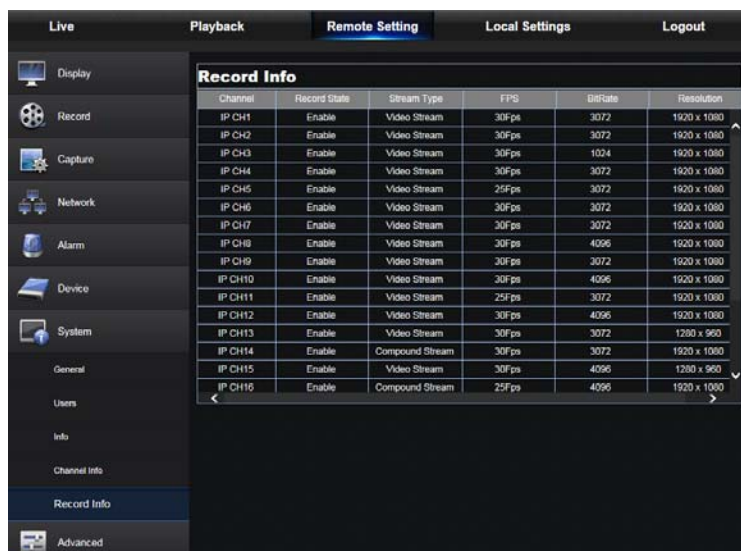 Live Playback Remote Setting Local Settings Logout
Display
Record
Capture
Network
Alarm
Device
System
General
Users
Info
Channel Info
Record Info
Advanced
Record Info
Channel Record State Stream Type FPS BitRate Resolution
IP CH1 Enable Video Stream 30Fps 3072 1920 x 1080
IP CH2 Enable Video Stream 30Fps 3072 1920 x 1080
IP CH3 Enable Video Stream 30Fps 1024 1920 x 1080
IP CH4 Enable Video Stream 30Fps 3072 1920 x 1080
IP CH5 Enable Video Stream 25Fps 3072 1920 x 1080
IP CH6 Enable Video Stream 30Fps 3072 1920 x 1080
IP CH7 Enable Video Stream 30Fps 3072 1920 x 1080
IP CH8 Enable Video Stream 30Fps 4096 1920 x 1080
IP CH9 Enable Video Stream 30Fps 3072 1920 x 1080
IP CH10 Enable Video Stream 30Fps 4096 1920 x 1080
IP CH11 Enable Video Stream 25Fps 3072 1920 x 1080
IP CH12 Enable Video Stream 30Fps 4096 1920 x 1080
IP CH13 Enable Video Stream 30Fps 3072 1280 x 960
IP CH14 Enable Compound Stream 30Fps 3072 1920 x 1080
IP CH15 Enable Video Stream 30Fps 4096 1280 x 960
IP CH16 Enable Compound Stream 25Fps 4096 1920 x 1080